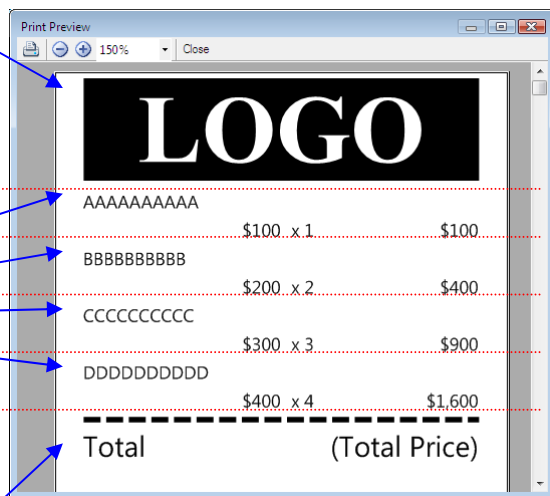 Print Preview
150% Close
LOGO
AAAAAAAAAA
$100 x 1 $100
BBBBBBBBBB
$200 x 2 $400
CCCCCCCCCC
$300 x 3 $900
DDDDDDDDDD
$400 x 4 $1,600
Total (Total Price)